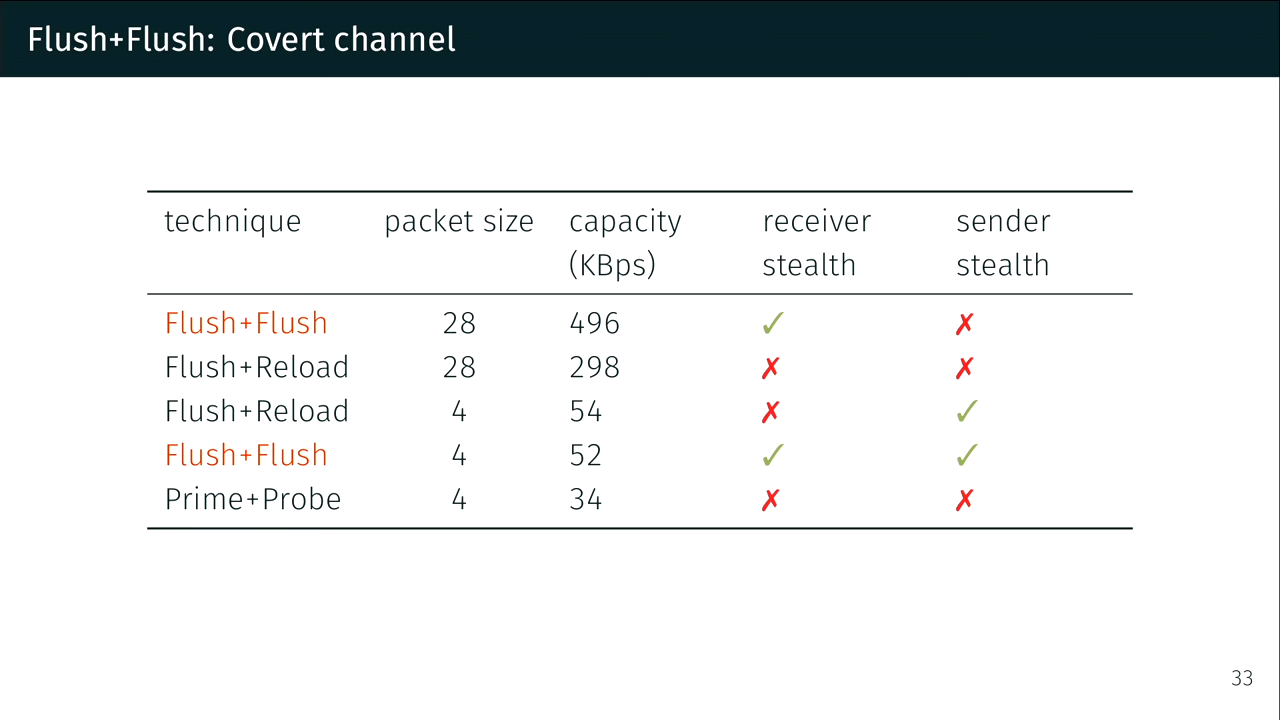 Flush+Flush: Covert channel
technique packet size capacity receiver sender
(KBps) stealth stealth
Flush+Flush 28 496 ✓ ✗
Flush+Reload 28 298 ✗ ✗
Flush+Reload 4 54 ✗ ✓
Flush+Flush 4 52 ✓ ✓
Prime+Probe 4 34 ✗ ✗
33